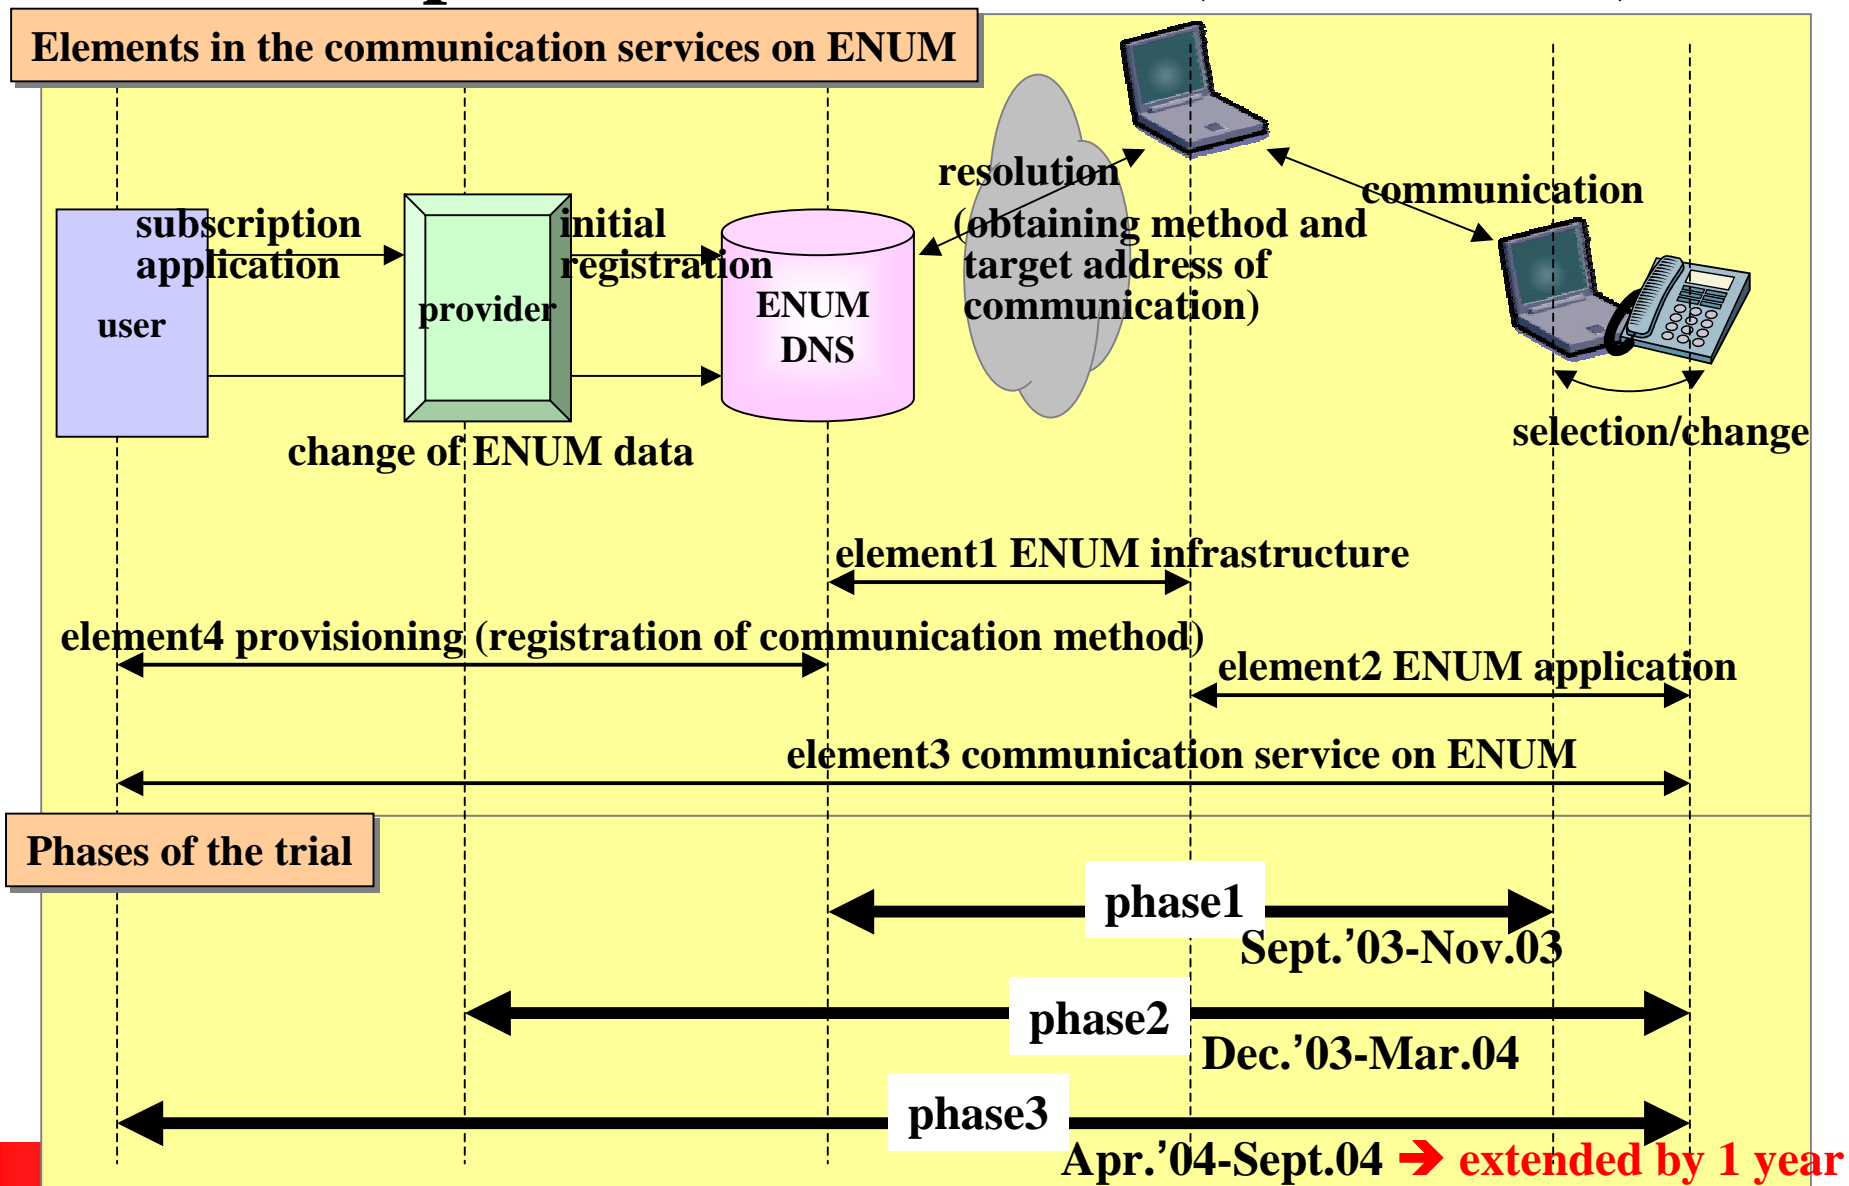 Elements in the communication services on ENUM
resolution
communication
subscription
application
initial
registration
(obtaining method and
target address of
communication)
user
provider
ENUM
DNS
change of ENUM data
selection/change
element1 ENUM infrastructure
element4 provisioning (registration of communication method)
element2 ENUM application
element3 communication service on ENUM
Phases of the trial
phase1
Sept.’03-Nov.03
phase2
Dec.’03-Mar.04
phase3
Apr.’04-Sept.04 ➔ extended by 1 year